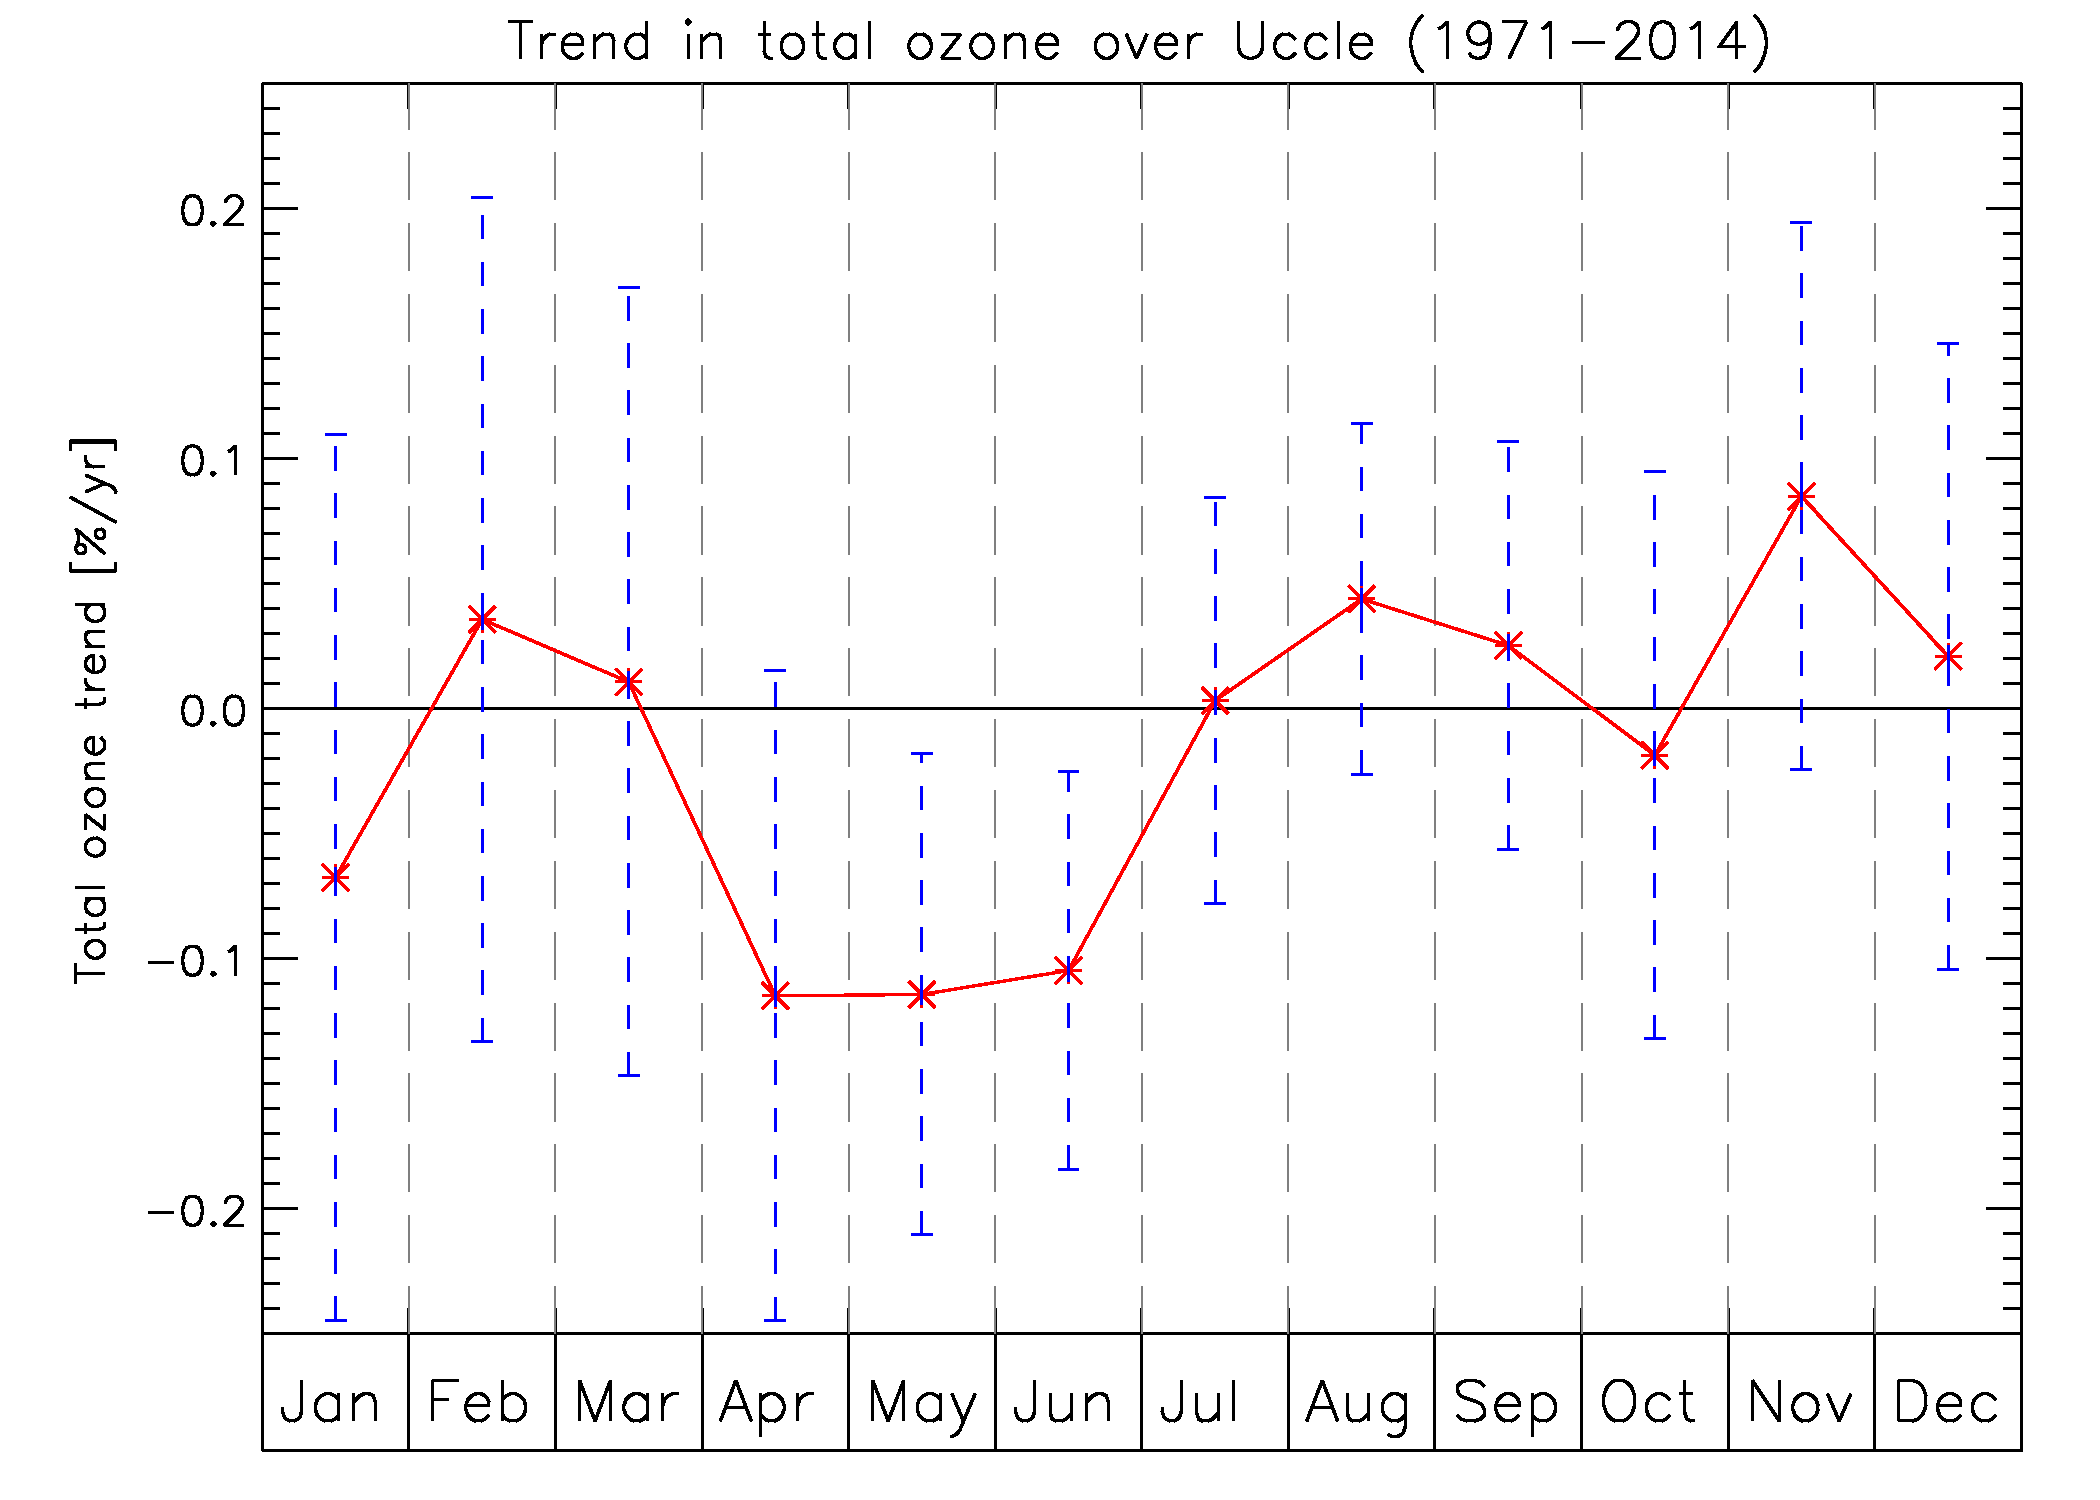 Trend in total ozone over Uccle (1971−2014)
Total ozone trend [%/yr]
0.2
0.1
0.0
−0.1
−0.2
Jan Feb Mar Apr May Jun Jul Aug Sep Oct Nov Dec